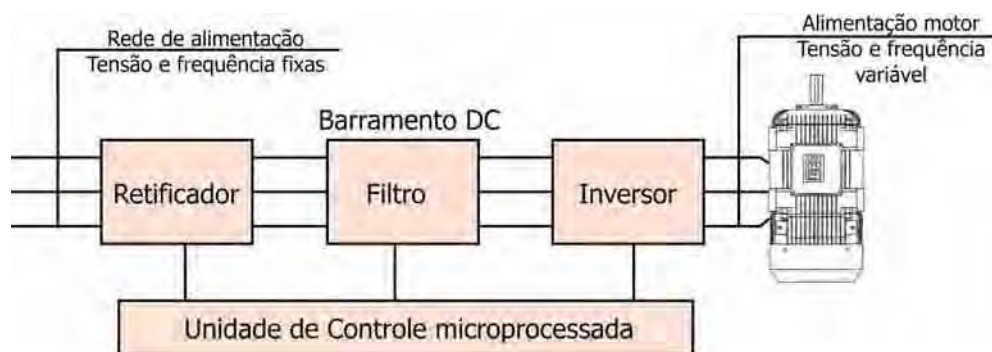 Rede de alimentação
Tensão e frequência fixas
Alimentação motor
Tensão e frequência
variável
Barramento DC
Retificador
Filtro
Inversor
Unidade de Controle microprocessada